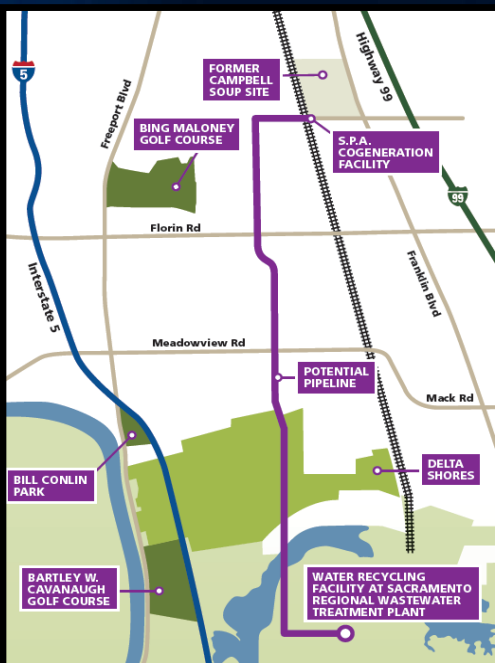 5
Freeport Blvd
Highway 99
FORMER
CAMPBELL
SOUP SITE
BING MALONEY
GOLF COURSE
S.P.A.
COGENERATION
FACILITY
99
Florin Rd
Interstate 5
Franklin Blvd
Meadowview Rd
POTENTIAL
PIPELINE
Mack Rd
BILL CONLIN
PARK
DELTA
SHORES
BARTLEY W.
CAVANAUGH
GOLF COURSE
WATER RECYCLING
FACILITY AT SACRAMENTO
REGIONAL WASTEWATER
TREATMENT PLANT